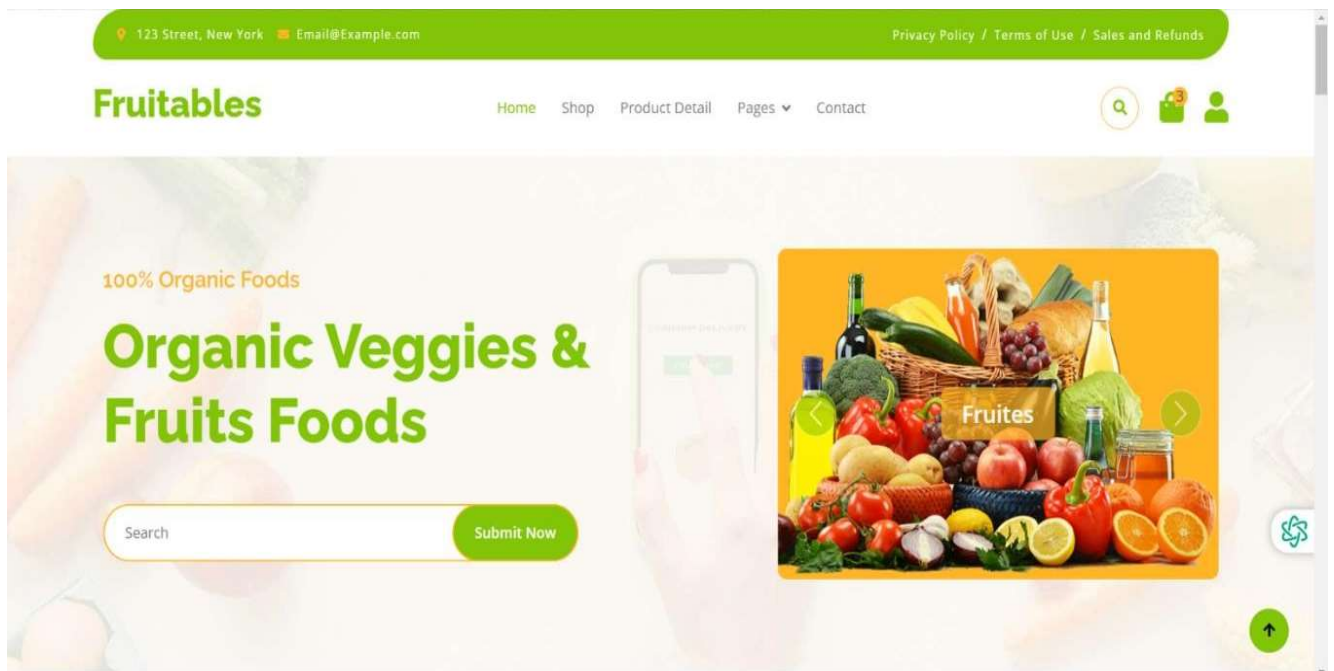 123 Street, New York Email@Example.com
Privacy Policy / Terms of Use / Sales and Refunds
Fruitables
Home Shop Product Detail Pages Contact
3
100% Organic Foods
Organic Veggies &
Fruits Foods
Fruites
Search
Submit Now